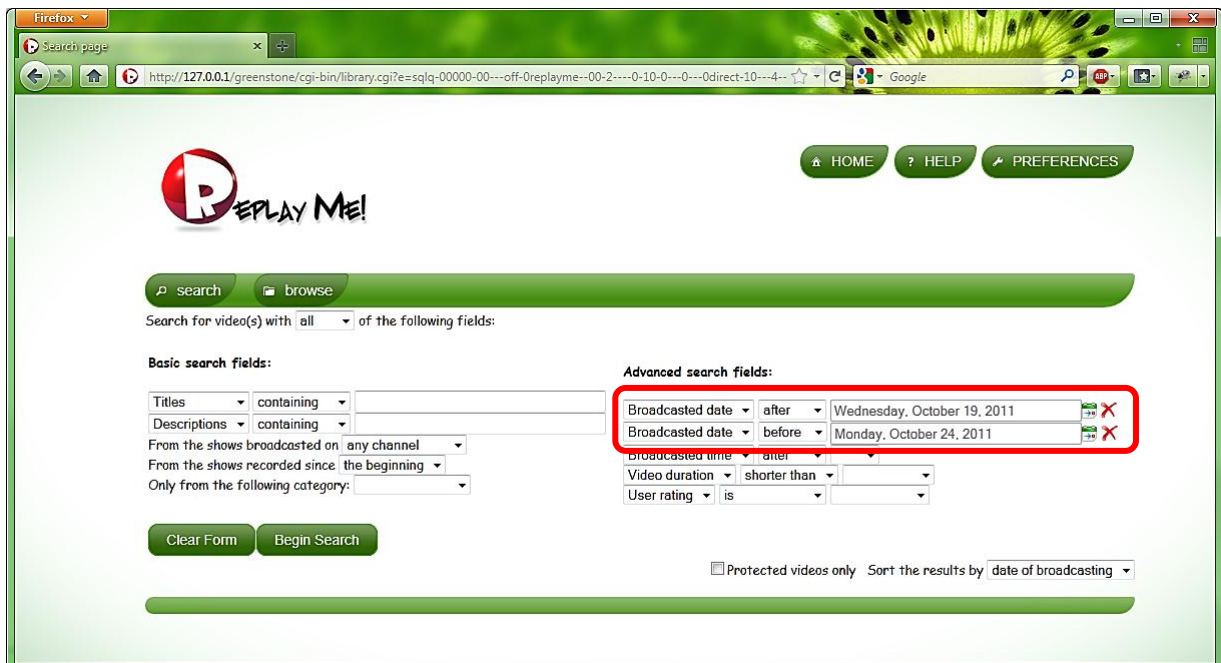 Firefox
Search page
http://127.0.0.1/greenstone/cgi-bin/library.cgi?e=sqlq-00000-00---off-0replayme--00-2----0-10-0---0---0direct-10---4--
Google
ABP
HOME
? HELP
PREFERENCES
REPLAY ME!
search
browse
Search for video(s) with all of the following fields:
Basic search fields:
Titles containing
Descriptions containing
From the shows broadcasted on any channel
From the shows recorded since the beginning
Only from the following category:
Clear Form
Begin Search
Advanced search fields:
Broadcasted date after Wednesday, October 19, 2011
Broadcasted date before Monday, October 24, 2011
Broadcasted time after
Video duration shorter than
User rating is
Protected videos only Sort the results by date of broadcasting